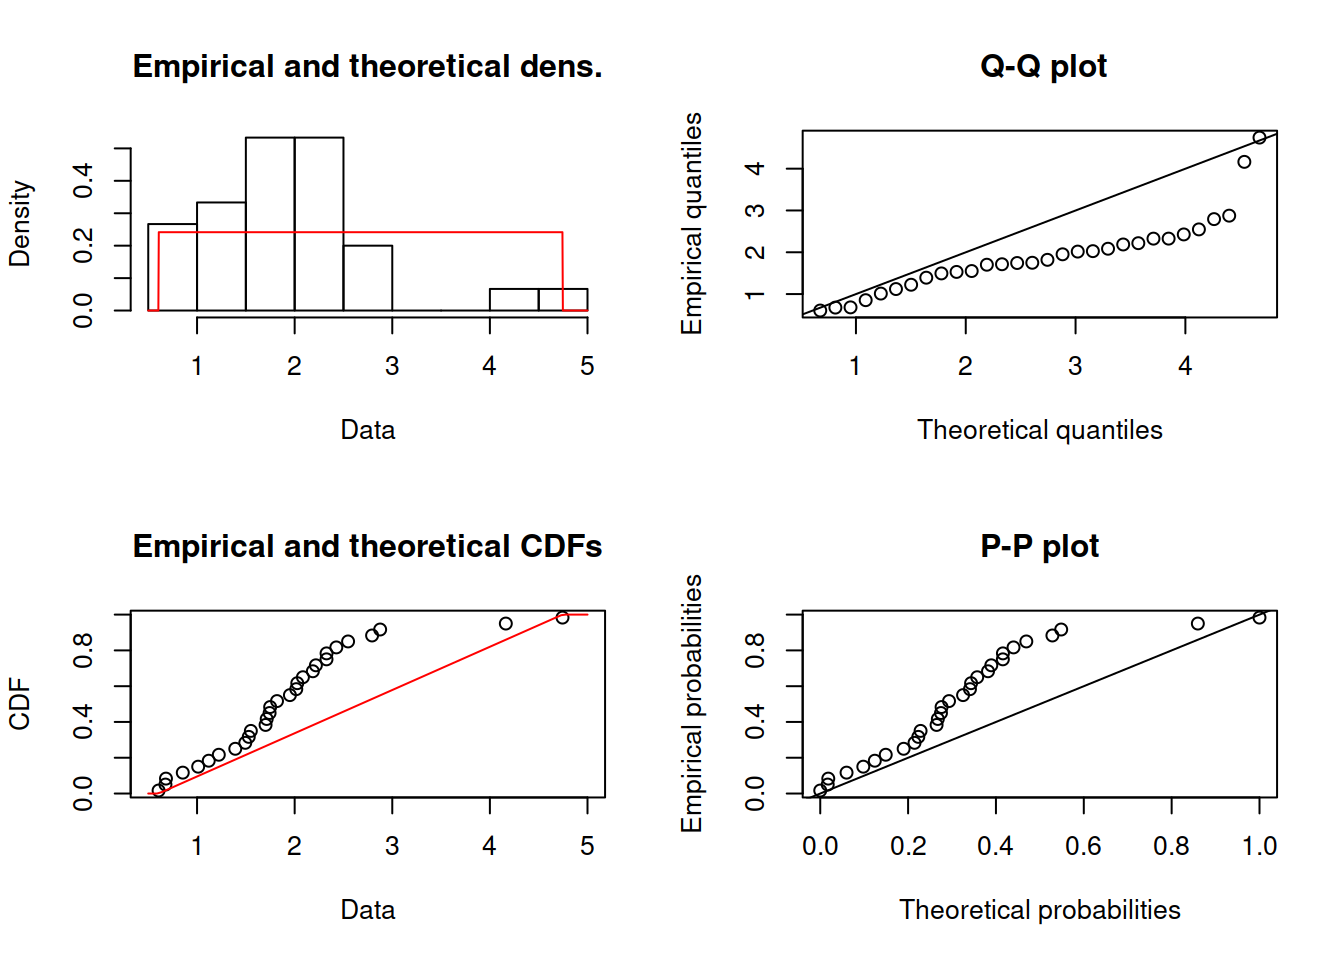 Empirical and theoretical dens.
Density
0.0 0.2 0.4
1 2 3 4 5
Data
Q-Q plot
Empirical quantiles
1 2 3 4
1 2 3 4
Theoretical quantiles
Empirical and theoretical CDFs
CDF
0.0 0.4 0.8
1 2 3 4 5
Data
P-P plot
Empirical probabilities
0.0 0.4 0.8
0.0 0.2 0.4 0.6 0.8 1.0
Theoretical probabilities